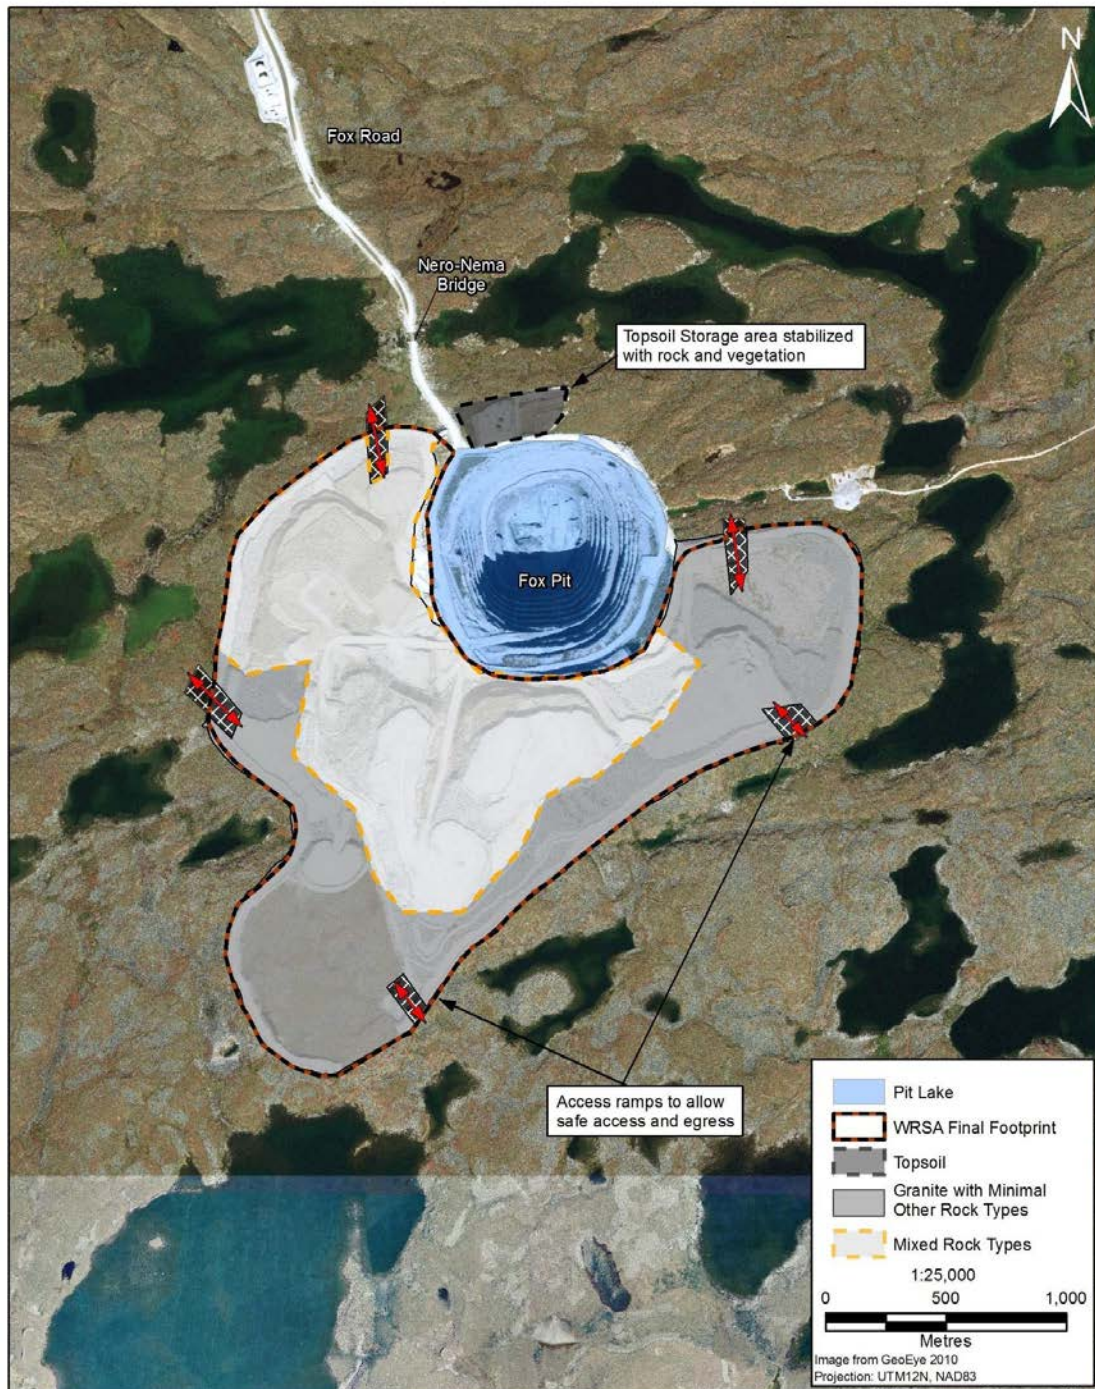 N
Fox Road
Nero-Nema
Bridge
Topsoil Storage area stabilized
with rock and vegetation
Fox Pit
Access ramps to allow
safe access and egress
Pit Lake
WRSA Final Footprint
Topsoil
Granite with Minimal
Other Rock Types
Mixed Rock Types
1:25,000
0 500 1,000
Metres
Image from GeoEye 2010
Projection: UTM12N, NAD83